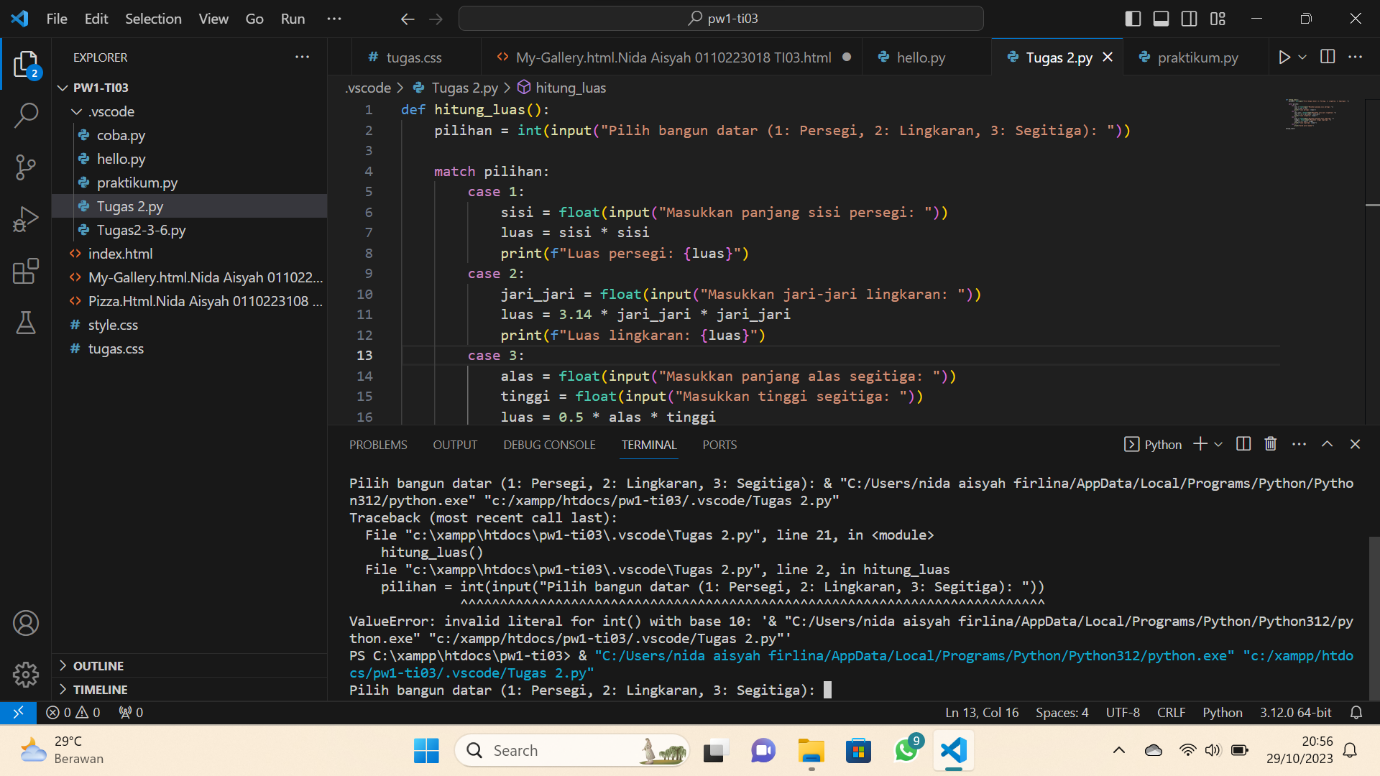 File Edit Selection View Go Run ··· pw1-ti03
EXPLORER ···
PW1-TI03
.vscode
coba.py
hello.py
praktikum.py
Tugas 2.py
Tugas2-3-6.py
index.html
My-Gallery.html.Nida Aisyah 011022...
Pizza.Html.Nida Aisyah 0110223108 ...
style.css
tugas.css
OUTLINE
TIMELINE
tugas.css My-Gallery.html.Nida Aisyah 0110223018 TI03.html hello.py Tugas 2.py praktikum.py
.vscode > Tugas 2.py > hitung_luas
1 def hitung_luas():
2 pilihan = int(input("Pilih bangun datar (1: Persegi, 2: Lingkaran, 3: Segitiga): "))
3
4 match pilihan:
5 case 1:
6 sisi = float(input("Masukkan panjang sisi persegi: "))
7 luas = sisi * sisi
8 print(f"Luas persegi: {luas}")
9 case 2:
10 jari_jari = float(input("Masukkan jari-jari lingkaran: "))
11 luas = 3.14 * jari_jari * jari_jari
12 print(f"Luas lingkaran: {luas}")
13 case 3:
14 alas = float(input("Masukkan panjang alas segitiga: "))
15 tinggi = float(input("Masukkan tinggi segitiga: "))
16 luas = 0.5 * alas * tinggi
PROBLEMS OUTPUT DEBUG CONSOLE TERMINAL PORTS Python
Pilih bangun datar (1: Persegi, 2: Lingkaran, 3: Segitiga): & "C:/Users/nida aisyah firlina/AppData/Local/Programs/Python/Pytho
n312/python.exe" "c:/xampp/htdocs/pw1-ti03/.vscode/Tugas 2.py"
Traceback (most recent call last):
File "c:\xampp\htdocs\pw1-ti03\.vscode\Tugas 2.py", line 21, in <module>
hitung_luas()
File "c:\xampp\htdocs\pw1-ti03\.vscode\Tugas 2.py", line 2, in hitung_luas
pilihan = int(input("Pilih bangun datar (1: Persegi, 2: Lingkaran, 3: Segitiga): "))
^^^^^^^^^^^^^^^^^^^^^^^^^^^^^^^^^^^^^^^^^^^^^^^^^^^^^^^^^^^^^^^^^^^^^^^^^^
ValueError: invalid literal for int() with base 10: '& "C:/Users/nida aisyah firlina/AppData/Local/Programs/Python/Python312/py
thon.exe" "c:/xampp/htdocs/pw1-ti03/.vscode/Tugas 2.py"'
PS C:\xampp\htdocs\pw1-ti03> & "C:/Users/nida aisyah firlina/AppData/Local/Programs/Python/Python312/python.exe" "c:/xampp/htdo
cs/pw1-ti03/.vscode/Tugas 2.py"
Pilih bangun datar (1: Persegi, 2: Lingkaran, 3: Segitiga):
0 0 0 Ln 13, Col 16 Spaces: 4 UTF-8 CRLF Python 3.12.0 64-bit
29°C
Berawan
Search
9
20:56
29/10/2023
2